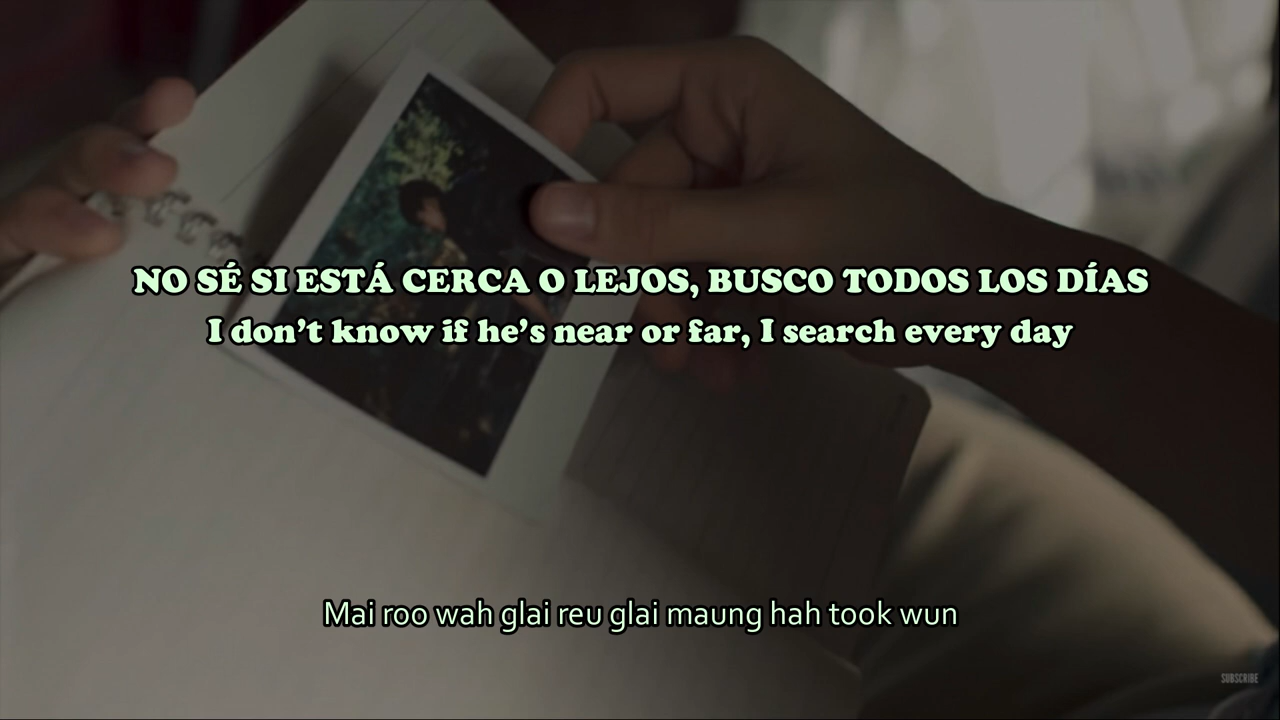 NO SÉ SI ESTÁ CERCA O LEJOS, BUSCO TODOS LOS DÍAS
I don’t know if he’s near or far, I search every day
Mai roo wah glai reu glai maung hah took wun
SUBSCRIBE